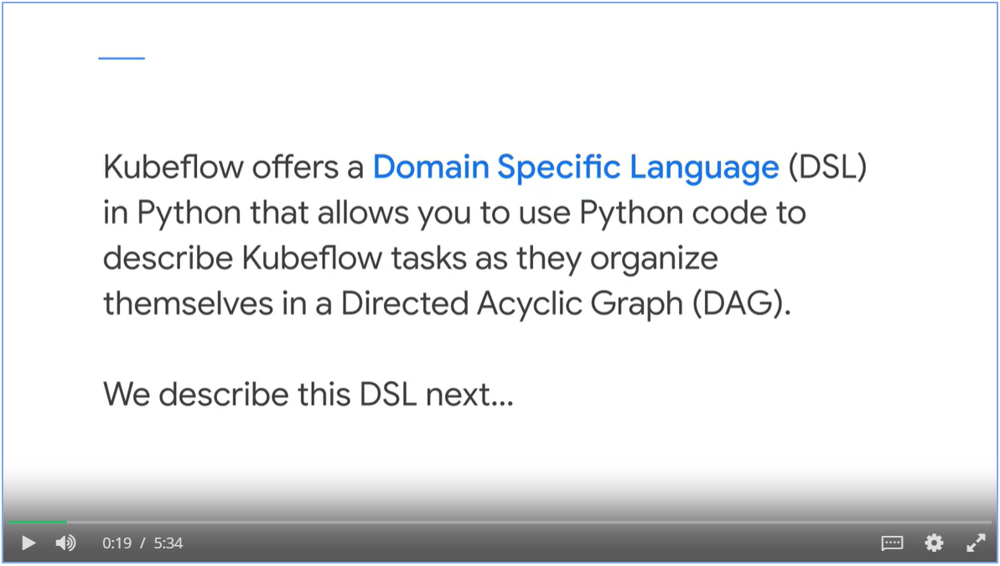 Kubeflow offers a Domain Specific Language (DSL)
in Python that allows you to use Python code to
describe Kubeflow tasks as they organize
themselves in a Directed Acyclic Graph (DAG).
We describe this DSL next...
0:19 / 5:34